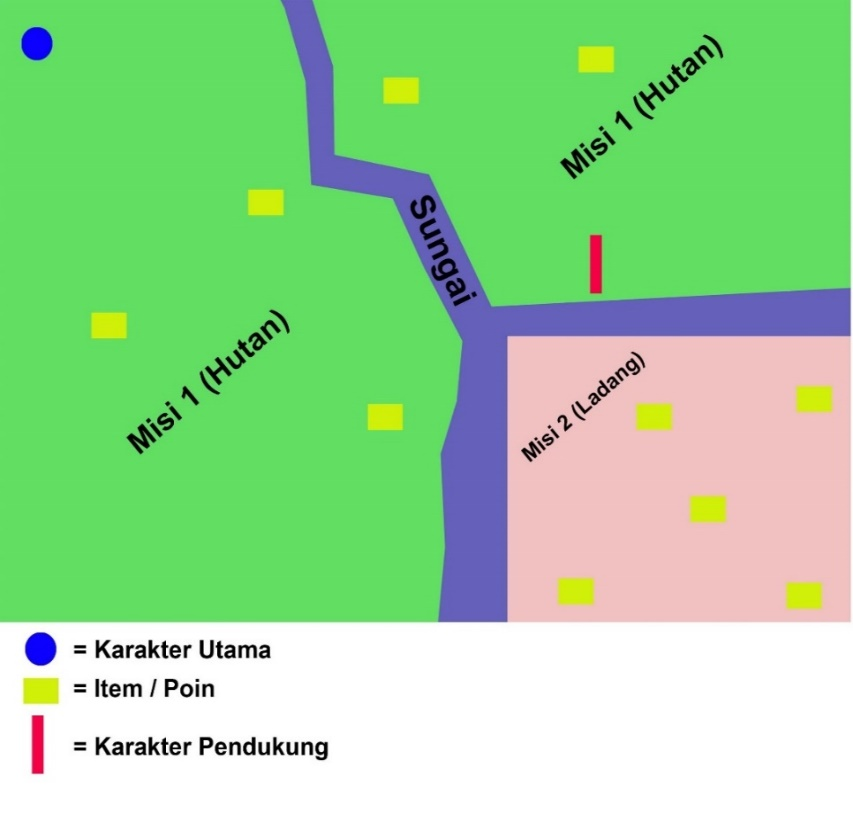 Misi 1 (Hutan)
Sungai
Misi 1 (Hutan)
Misi 2 (Ladang)
= Karakter Utama
= Item / Poin
= Karakter Pendukung